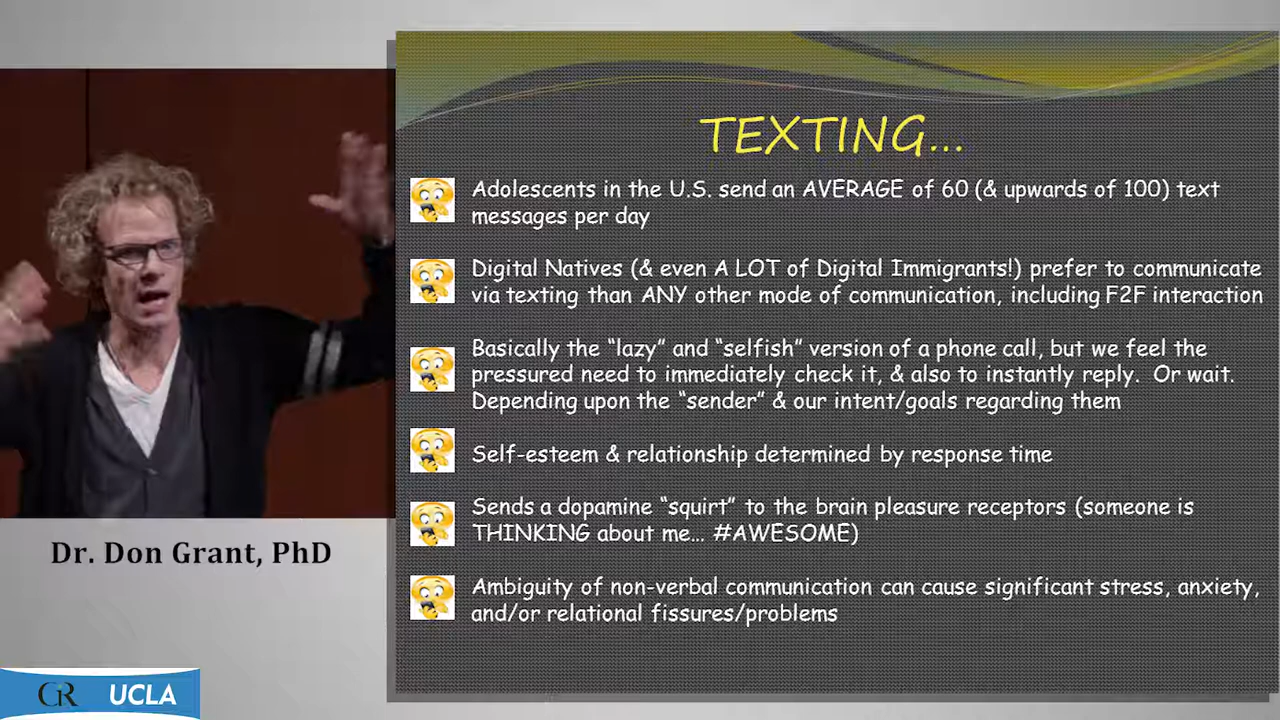 TEXTING...
Adolescents in the U.S. send an AVERAGE of 60 (& upwards of 100) text
messages per day
Digital Natives (& even A LOT of Digital Immigrants!) prefer to communicate
via texting than ANY other mode of communication, including F2F interaction
Basically the “lazy” and “selfish” version of a phone call, but we feel the
pressured need to immediately check it, & also to instantly reply. Or wait.
Depending upon the “sender” & our intent/goals regarding them
Self-esteem & relationship determined by response time
Sends a dopamine “squirt” to the brain pleasure receptors (someone is
THINKING about me… #AWESOME)
Ambiguity of non-verbal communication can cause significant stress, anxiety,
and/or relational fissures/problems
Dr. Don Grant, PhD
GR UCLA